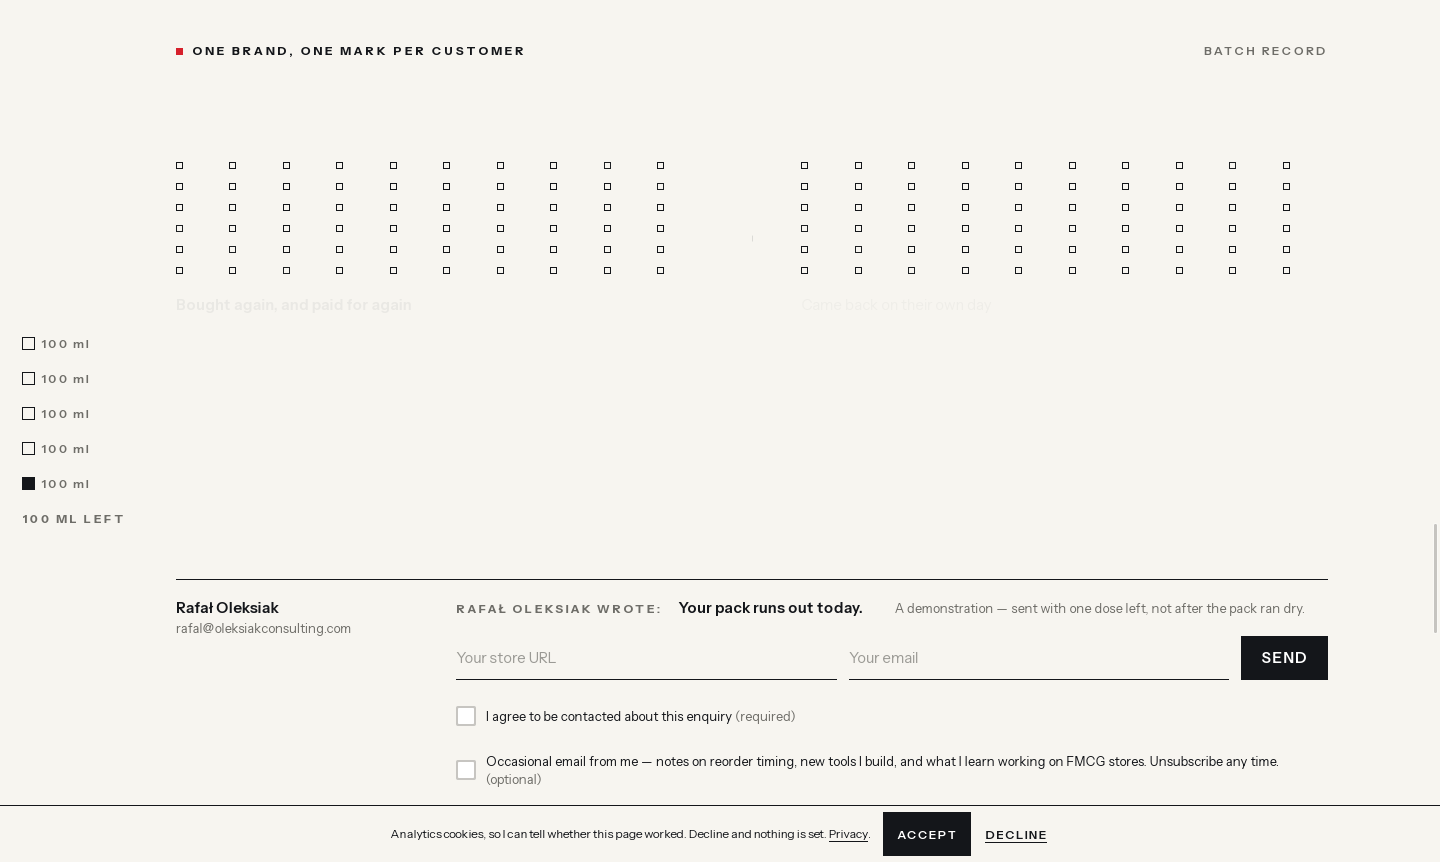 ONE BRAND, ONE MARK PER CUSTOMER
BATCH RECORD
Bought again, and paid for again
Came back on their own day
100 ml
100 ml
100 ml
100 ml
100 ml
100 ML LEFT
Rafał Oleksiak
rafal@oleksiakconsulting.com
RAFAŁ OLEKSIAK WROTE: Your pack runs out today. A demonstration — sent with one dose left, not after the pack ran dry.
Your store URL
Your email
SEND
I agree to be contacted about this enquiry (required)
Occasional email from me — notes on reorder timing, new tools I build, and what I learn working on FMCG stores. Unsubscribe any time.
(optional)
Analytics cookies, so I can tell whether this page worked. Decline and nothing is set. Privacy.
ACCEPT
DECLINE